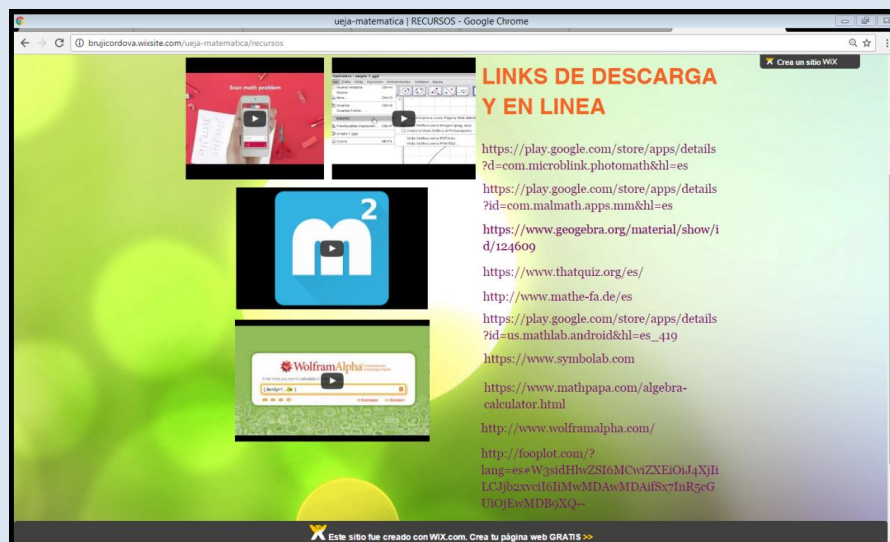 ueja-matematica | RECURSOS - Google Chrome
brujicordova.wixsite.com/ueja-matematica/recursos
Crea un sitio WiX
Scan math problem
LINKS DE DESCARGA
Y EN LINEA
https://play.google.com/store/apps/details
?d=com.microblink.photomath&hl=es
https://play.google.com/store/apps/details
?id=com.malmath.apps.mm&hl=es
https://www.geogebra.org/material/show/i
d/124609
m2
https://www.thatquiz.org/es/
http://www.mathe-fa.de/es
https://play.google.com/store/apps/details
?id=us.mathlab.android&hl=es_419
WolframAlpha
https://www.symbolab.com
https://www.mathpapa.com/algebra-
calculator.html
http://www.wolframalpha.com/
http://fooplot.com/?
lang=es#W3sidHlwZSI6MCwiZXEiOiJ4XjIi
LCJjb2xvciI6IiMwMDAwMDAifSx7InR5cG
UiOjEwMDB9XQ--
Este sitio fue creado con WIX.com. Crea tu página web GRATIS >>